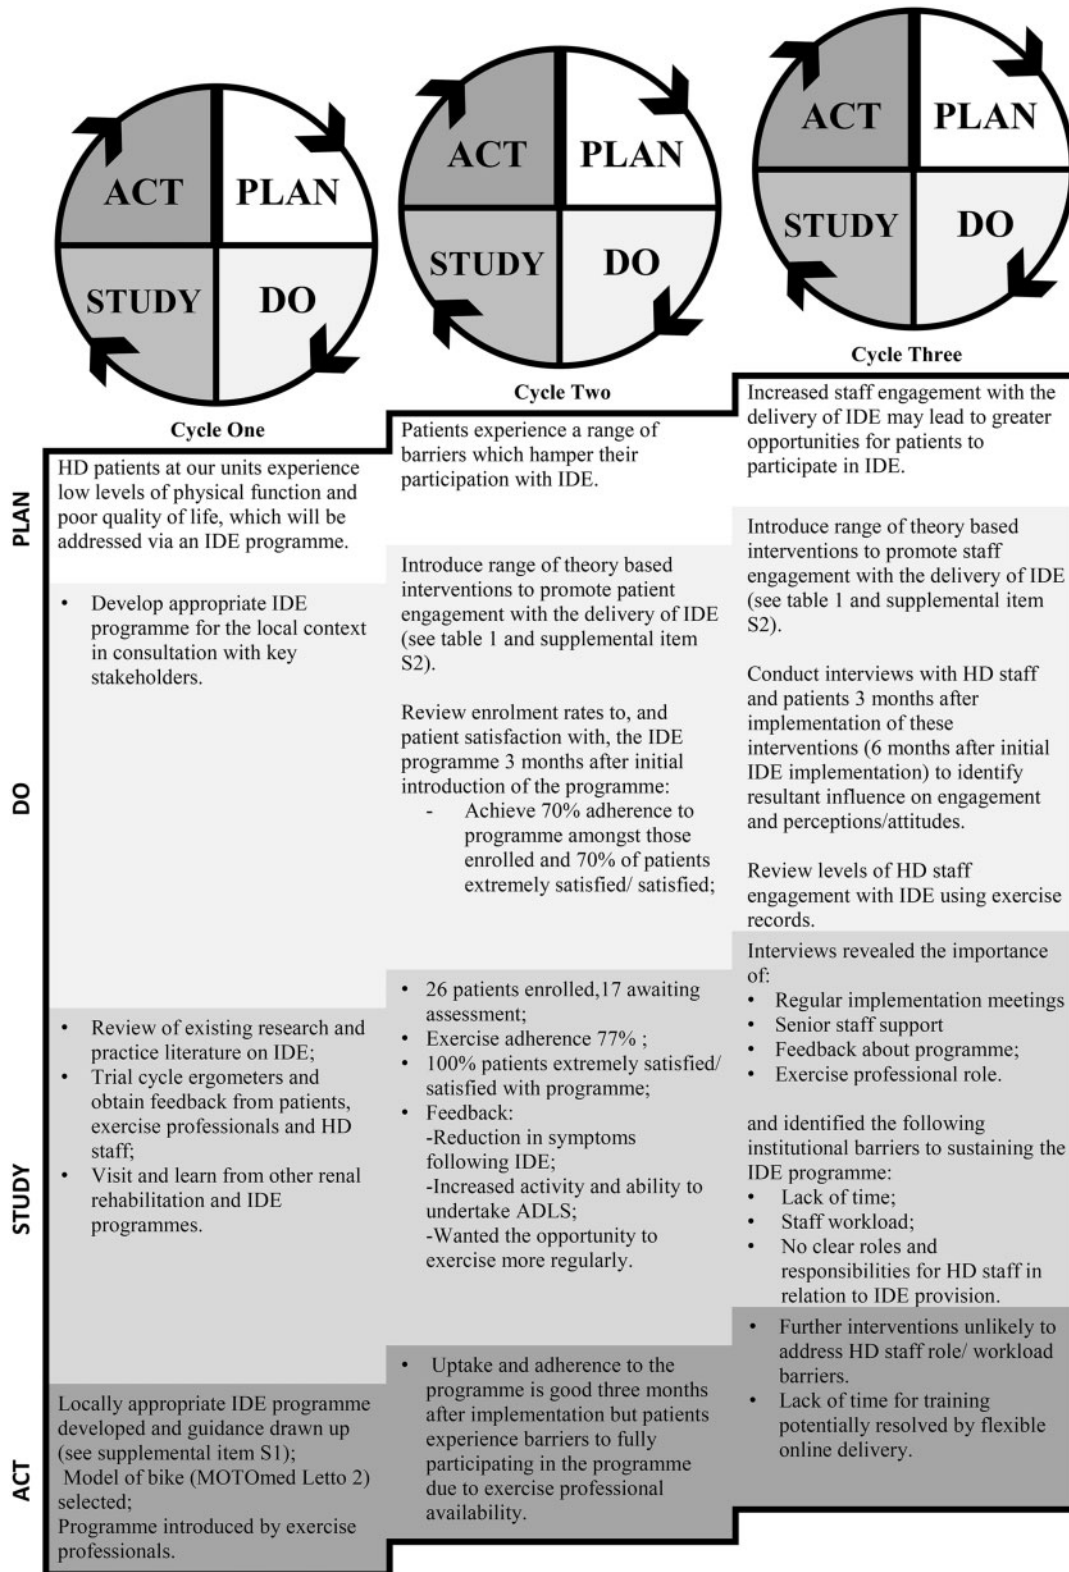 ACT
PLAN
STUDY
DO
Cycle One
ACT
PLAN
STUDY
DO
Cycle Two
ACT
PLAN
STUDY
DO
Cycle Three
PLAN
HD patients at our units experience
low levels of physical function and
poor quality of life, which will be
addressed via an IDE programme.
Patients experience a range of
barriers which hamper their
participation with IDE.
Increased staff engagement with the
delivery of IDE may lead to greater
opportunities for patients to
participate in IDE.
DO
• Develop appropriate IDE
programme for the local context
in consultation with key
stakeholders.
Introduce range of theory based
interventions to promote patient
engagement with the delivery of IDE
(see table 1 and supplemental item
S2).
Review enrolment rates to, and
patient satisfaction with, the IDE
programme 3 months after initial
introduction of the programme:
- Achieve 70% adherence to
programme amongst those
enrolled and 70% of patients
extremely satisfied/ satisfied;
Introduce range of theory based
interventions to promote staff
engagement with the delivery of IDE
(see table 1 and supplemental item
S2).
Conduct interviews with HD staff
and patients 3 months after
implementation of these
interventions (6 months after initial
IDE implementation) to identify
resultant influence on engagement
and perceptions/attitudes.
Review levels of HD staff
engagement with IDE using exercise
records.
STUDY
• Review of existing research and
practice literature on IDE;
• Trial cycle ergometers and
obtain feedback from patients,
exercise professionals and HD
staff;
• Visit and learn from other renal
rehabilitation and IDE
programmes.
• 26 patients enrolled,17 awaiting
assessment;
• Exercise adherence 77% ;
• 100% patients extremely satisfied/
satisfied with programme;
• Feedback:
-Reduction in symptoms
following IDE;
-Increased activity and ability to
undertake ADLS;
-Wanted the opportunity to
exercise more regularly.
Interviews revealed the importance
of:
• Regular implementation meetings
• Senior staff support
• Feedback about programme;
• Exercise professional role.
and identified the following
institutional barriers to sustaining the
IDE programme:
• Lack of time;
• Staff workload;
• No clear roles and
responsibilities for HD staff in
relation to IDE provision.
ACT
Locally appropriate IDE programme
developed and guidance drawn up
(see supplemental item S1);
Model of bike (MOTOmed Letto 2)
selected;
Programme introduced by exercise
professionals.
• Uptake and adherence to the
programme is good three months
after implementation but patients
experience barriers to fully
participating in the programme
due to exercise professional
availability.
• Further interventions unlikely to
address HD staff role/ workload
barriers.
• Lack of time for training
potentially resolved by flexible
online delivery.